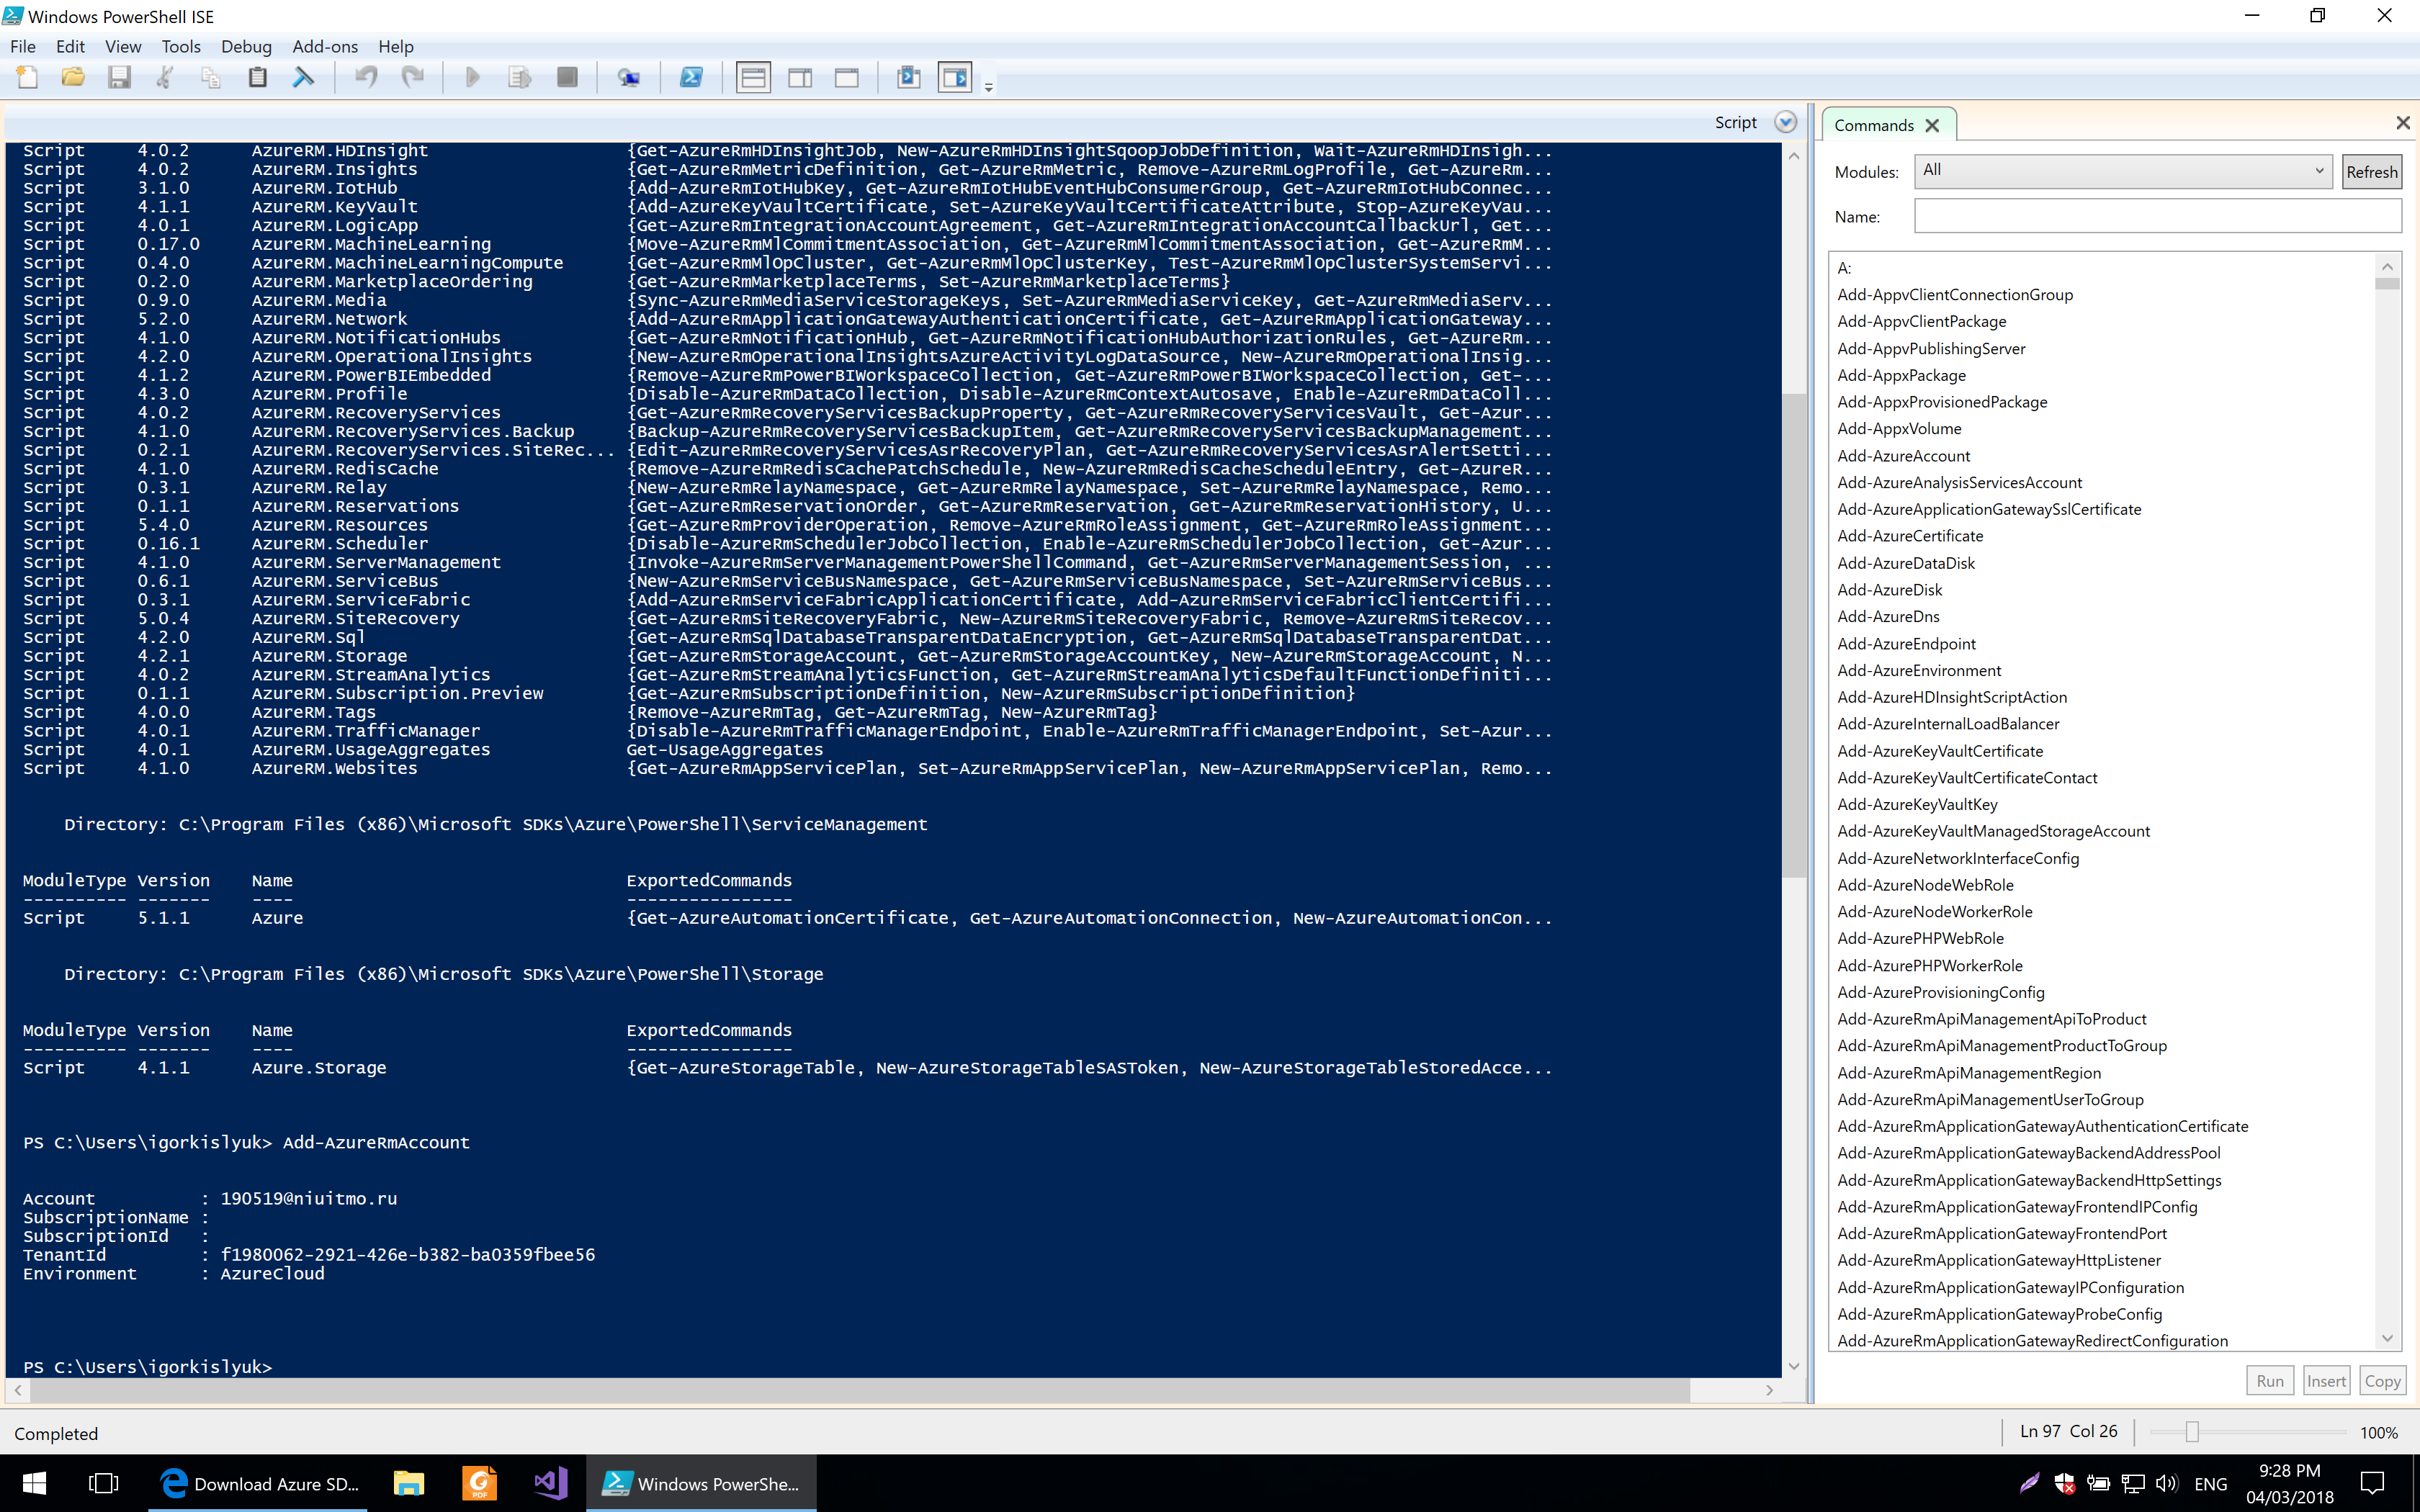 Windows PowerShell ISE
File Edit View Tools Debug Add-ons Help
Script
Script 4.0.2 AzureRM.HDInsight {Get-AzureRmHDInsightJob, New-AzureRmHDInsightSqoopJobDefinition, Wait-AzureRmHDInsigh...
Script 4.0.2 AzureRM.Insights {Get-AzureRmMetricDefinition, Get-AzureRmMetric, Remove-AzureRmLogProfile, Get-AzureRm...
Script 3.1.0 AzureRM.IotHub {Add-AzureRmIotHubKey, Get-AzureRmIotHubEventHubConsumerGroup, Get-AzureRmIotHubConnec...
Script 4.1.1 AzureRM.KeyVault {Add-AzureKeyVaultCertificate, Set-AzureKeyVaultCertificateAttribute, Stop-AzureKeyVau...
Script 4.0.1 AzureRM.LogicApp {Get-AzureRmIntegrationAccountAgreement, Get-AzureRmIntegrationAccountCallbackUrl, Get...
Script 0.17.0 AzureRM.MachineLearning {Move-AzureRmMlCommitmentAssociation, Get-AzureRmMlCommitmentAssociation, Get-AzureRmM...
Script 0.4.0 AzureRM.MachineLearningCompute {Get-AzureRmMlOpCluster, Get-AzureRmMlOpClusterKey, Test-AzureRmMlOpClusterSystemServi...
Script 0.2.0 AzureRM.MarketplaceOrdering {Get-AzureRmMarketplaceTerms, Set-AzureRmMarketplaceTerms}
Script 0.9.0 AzureRM.Media {Sync-AzureRmMediaServiceStorageKeys, Set-AzureRmMediaServiceKey, Get-AzureRmMediaServ...
Script 5.2.0 AzureRM.Network {Add-AzureRmApplicationGatewayAuthenticationCertificate, Get-AzureRmApplicationGateway...
Script 4.1.0 AzureRM.NotificationHubs {Get-AzureRmNotificationHub, Get-AzureRmNotificationHubAuthorizationRules, Get-AzureRm...
Script 4.2.0 AzureRM.OperationalInsights {New-AzureRmOperationalInsightsAzureActivityLogDataSource, New-AzureRmOperationalInsig...
Script 4.1.2 AzureRM.PowerBIEmbedded {Remove-AzureRmPowerBIWorkspaceCollection, Get-AzureRmPowerBIWorkspaceCollection, Get-...
Script 4.3.0 AzureRM.Profile {Disable-AzureRmDataCollection, Disable-AzureRmContextAutosave, Enable-AzureRmDataColl...
Script 4.0.2 AzureRM.RecoveryServices {Get-AzureRmRecoveryServicesBackupProperty, Get-AzureRmRecoveryServicesVault, Get-Azur...
Script 4.1.0 AzureRM.RecoveryServices.Backup {Backup-AzureRmRecoveryServicesBackupItem, Get-AzureRmRecoveryServicesBackupManagement...
Script 0.2.1 AzureRM.RecoveryServices.SiteRec... {Edit-AzureRmRecoveryServicesAsrRecoveryPlan, Get-AzureRmRecoveryServicesAsrAlertSetti...
Script 4.1.0 AzureRM.RedisCache {Remove-AzureRmRedisCachePatchSchedule, New-AzureRmRedisCacheScheduleEntry, Get-AzureR...
Script 0.3.1 AzureRM.Relay {New-AzureRmRelayNamespace, Get-AzureRmRelayNamespace, Set-AzureRmRelayNamespace, Remo...
Script 0.1.1 AzureRM.Reservations {Get-AzureRmReservationOrder, Get-AzureRmReservation, Get-AzureRmReservationHistory, U...
Script 5.4.0 AzureRM.Resources {Get-AzureRmProviderOperation, Remove-AzureRmRoleAssignment, Get-AzureRmRoleAssignment...
Script 0.16.1 AzureRM.Scheduler {Disable-AzureRmSchedulerJobCollection, Enable-AzureRmSchedulerJobCollection, Get-Azur...
Script 4.1.0 AzureRM.ServerManagement {Invoke-AzureRmServerManagementPowerShellCommand, Get-AzureRmServerManagementSession, ...
Script 0.6.1 AzureRM.ServiceBus {New-AzureRmServiceBusNamespace, Get-AzureRmServiceBusNamespace, Set-AzureRmServiceBus...
Script 0.3.1 AzureRM.ServiceFabric {Add-AzureRmServiceFabricApplicationCertificate, Add-AzureRmServiceFabricClientCertifi...
Script 5.0.4 AzureRM.SiteRecovery {Get-AzureRmSiteRecoveryFabric, New-AzureRmSiteRecoveryFabric, Remove-AzureRmSiteRecov...
Script 4.2.0 AzureRM.Sql {Get-AzureRmSqlDatabaseTransparentDataEncryption, Get-AzureRmSqlDatabaseTransparentDat...
Script 4.2.1 AzureRM.Storage {Get-AzureRmStorageAccount, Get-AzureRmStorageAccountKey, New-AzureRmStorageAccount, N...
Script 4.0.2 AzureRM.StreamAnalytics {Get-AzureRmStreamAnalyticsFunction, Get-AzureRmStreamAnalyticsDefaultFunctionDefiniti...
Script 0.1.1 AzureRM.Subscription.Preview {Get-AzureRmSubscriptionDefinition, New-AzureRmSubscriptionDefinition}
Script 4.0.0 AzureRM.Tags {Remove-AzureRmTag, Get-AzureRmTag, New-AzureRmTag}
Script 4.0.1 AzureRM.TrafficManager {Disable-AzureRmTrafficManagerEndpoint, Enable-AzureRmTrafficManagerEndpoint, Set-Azur...
Script 4.0.1 AzureRM.UsageAggregates Get-UsageAggregates
Script 4.1.0 AzureRM.Websites {Get-AzureRmAppServicePlan, Set-AzureRmAppServicePlan, New-AzureRmAppServicePlan, Remo...
Directory: C:\Program Files (x86)\Microsoft SDKs\Azure\PowerShell\ServiceManagement
ModuleType Version Name ExportedCommands
---------- ------- ---- ----------------
Script 5.1.1 Azure {Get-AzureAutomationCertificate, Get-AzureAutomationConnection, New-AzureAutomationCon...
Directory: C:\Program Files (x86)\Microsoft SDKs\Azure\PowerShell\Storage
ModuleType Version Name ExportedCommands
---------- ------- ---- ----------------
Script 4.1.1 Azure.Storage {Get-AzureStorageTable, New-AzureStorageTableSASToken, New-AzureStorageTableStoredAcce...
PS C:\Users\igorkislyuk> Add-AzureRmAccount
Account : 190519@niuitmo.ru
SubscriptionName :
SubscriptionId :
TenantId : f1980062-2921-426e-b382-ba0359fbee56
Environment : AzureCloud
PS C:\Users\igorkislyuk>
Commands
Modules: All Refresh
Name:
A:
Add-AppvClientConnectionGroup
Add-AppvClientPackage
Add-AppvPublishingServer
Add-AppxPackage
Add-AppxProvisionedPackage
Add-AppxVolume
Add-AzureAccount
Add-AzureAnalysisServicesAccount
Add-AzureApplicationGatewaySslCertificate
Add-AzureCertificate
Add-AzureDataDisk
Add-AzureDisk
Add-AzureDns
Add-AzureEndpoint
Add-AzureEnvironment
Add-AzureHDInsightScriptAction
Add-AzureInternalLoadBalancer
Add-AzureKeyVaultCertificate
Add-AzureKeyVaultCertificateContact
Add-AzureKeyVaultKey
Add-AzureKeyVaultManagedStorageAccount
Add-AzureNetworkInterfaceConfig
Add-AzureNodeWebRole
Add-AzureNodeWorkerRole
Add-AzurePHPWebRole
Add-AzurePHPWorkerRole
Add-AzureProvisioningConfig
Add-AzureRmApiManagementApiToProduct
Add-AzureRmApiManagementProductToGroup
Add-AzureRmApiManagementRegion
Add-AzureRmApiManagementUserToGroup
Add-AzureRmApplicationGatewayAuthenticationCertificate
Add-AzureRmApplicationGatewayBackendAddressPool
Add-AzureRmApplicationGatewayBackendHttpSettings
Add-AzureRmApplicationGatewayFrontendIPConfig
Add-AzureRmApplicationGatewayFrontendPort
Add-AzureRmApplicationGatewayHttpListener
Add-AzureRmApplicationGatewayIPConfiguration
Add-AzureRmApplicationGatewayProbeConfig
Add-AzureRmApplicationGatewayRedirectConfiguration
Run Insert Copy
Completed Ln 97 Col 26 100%
Download Azure SD... PDF Windows PowerShe... ENG 9:28 PM
04/03/2018